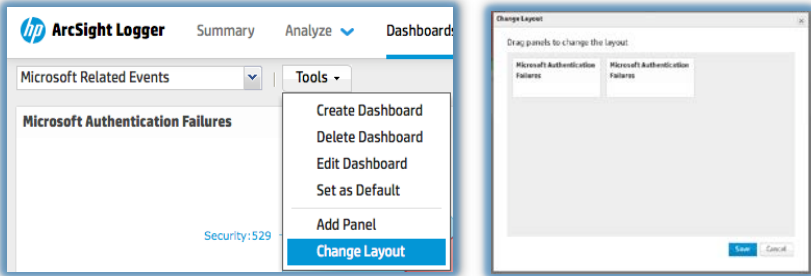 hp ArcSight Logger Summary Analyze Dashboards
Microsoft Related Events Tools
Microsoft Authentication Failures
Create Dashboard
Delete Dashboard
Edit Dashboard
Set as Default
Add Panel
Change Layout
Security:529
Change Layout
Drag panels to change the layout
Microsoft Authentication Failures
Microsoft Authentication Failures
Save Cancel